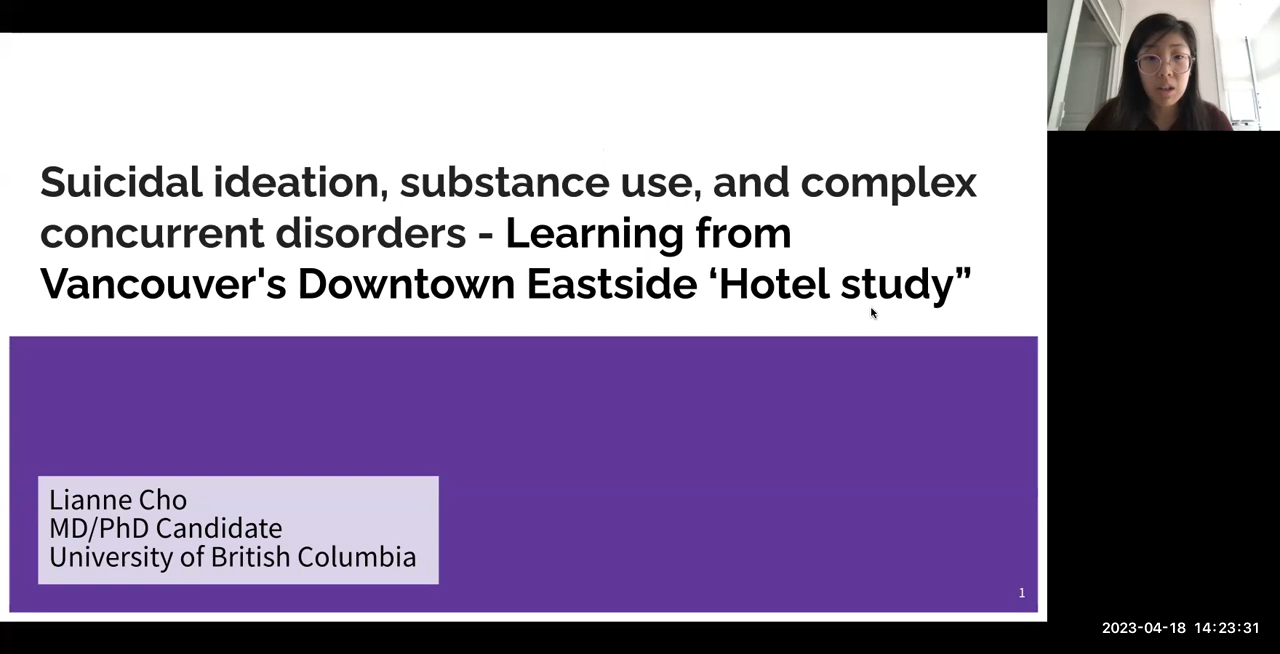 Suicidal ideation, substance use, and complex
concurrent disorders - Learning from
Vancouver's Downtown Eastside ‘Hotel study”
Lianne Cho
MD/PhD Candidate
University of British Columbia
1
2023-04-18 14:23:31